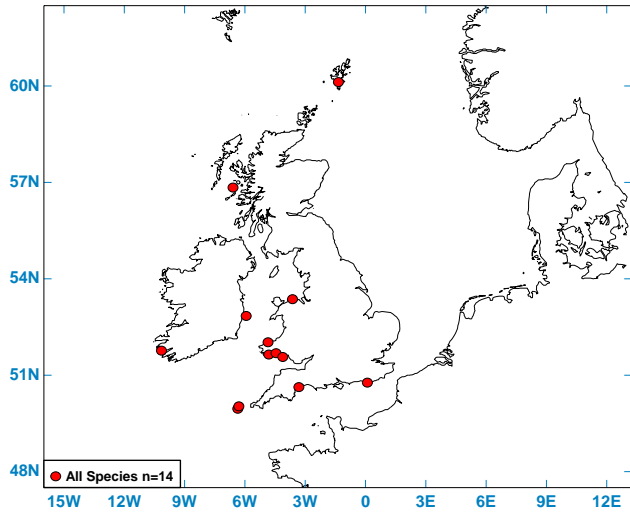 60N
57N
54N
51N
48N
All Species n=14
15W 12W 9W 6W 3W 0 3E 6E 9E 12E